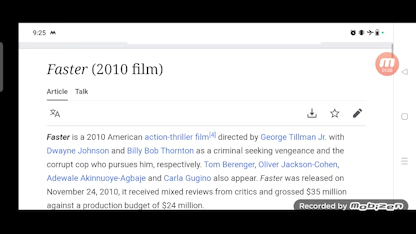 9:25
Faster (2010 film)
Article Talk
Faster is a 2010 American action-thriller film[4] directed by George Tillman Jr. with
Dwayne Johnson and Billy Bob Thornton as a criminal seeking vengeance and the
corrupt cop who pursues him, respectively. Tom Berenger, Oliver Jackson-Cohen,
Adewale Akinnuoye-Agbaje and Carla Gugino also appear. Faster was released on
November 24, 2010, it received mixed reviews from critics and grossed $35 million
against a production budget of $24 million.
Recorded by mobizen